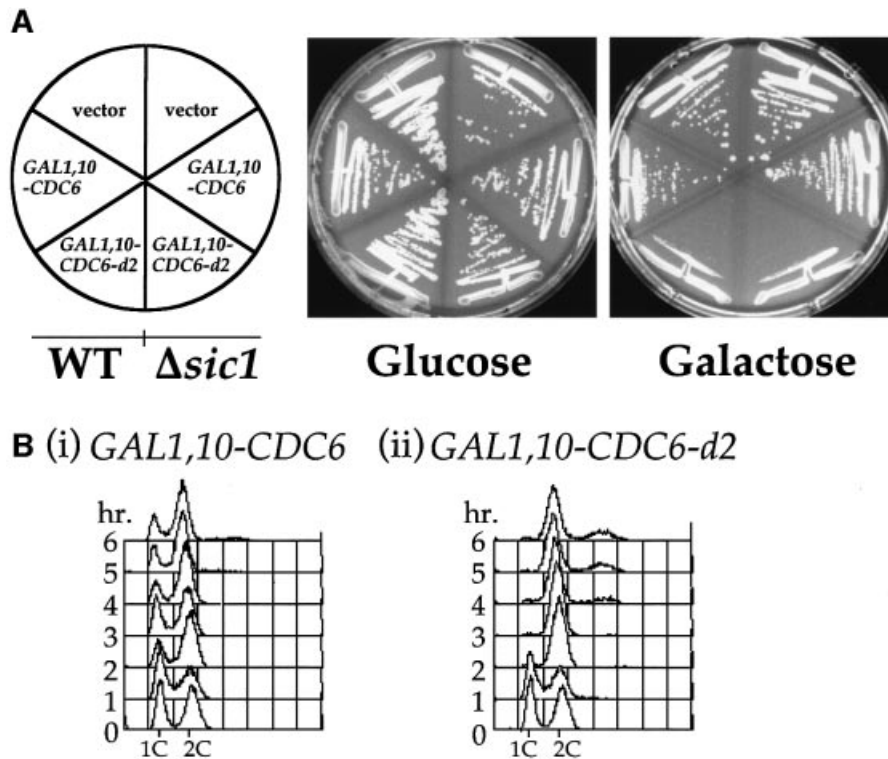 A
vector
vector
GAL1,10
-CDC6
GAL1,10
-CDC6
GAL1,10-
CDC6-d2
GAL1,10-
CDC6-d2
WT
Δsic1
Glucose
Galactose
B (i) GAL1,10-CDC6 (ii) GAL1,10-CDC6-d2
hr.
6
5
4
3
2
1
0
1C 2C
hr.
6
5
4
3
2
1
0
1C 2C